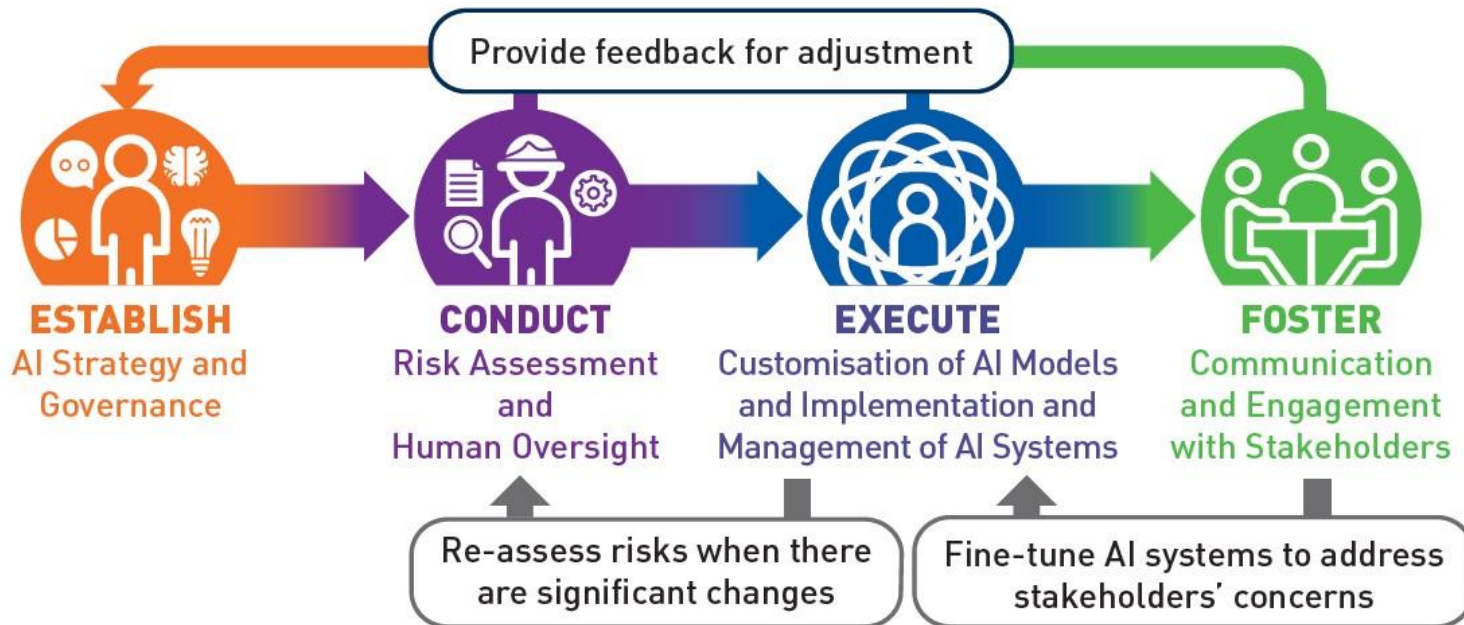 Provide feedback for adjustment
ESTABLISH
AI Strategy and
Governance
CONDUCT
Risk Assessment
and
Human Oversight
EXECUTE
Customisation of AI Models
and Implementation and
Management of AI Systems
FOSTER
Communication
and Engagement
with Stakeholders
Re-assess risks when there
are significant changes
Fine-tune AI systems to address
stakeholders’ concerns